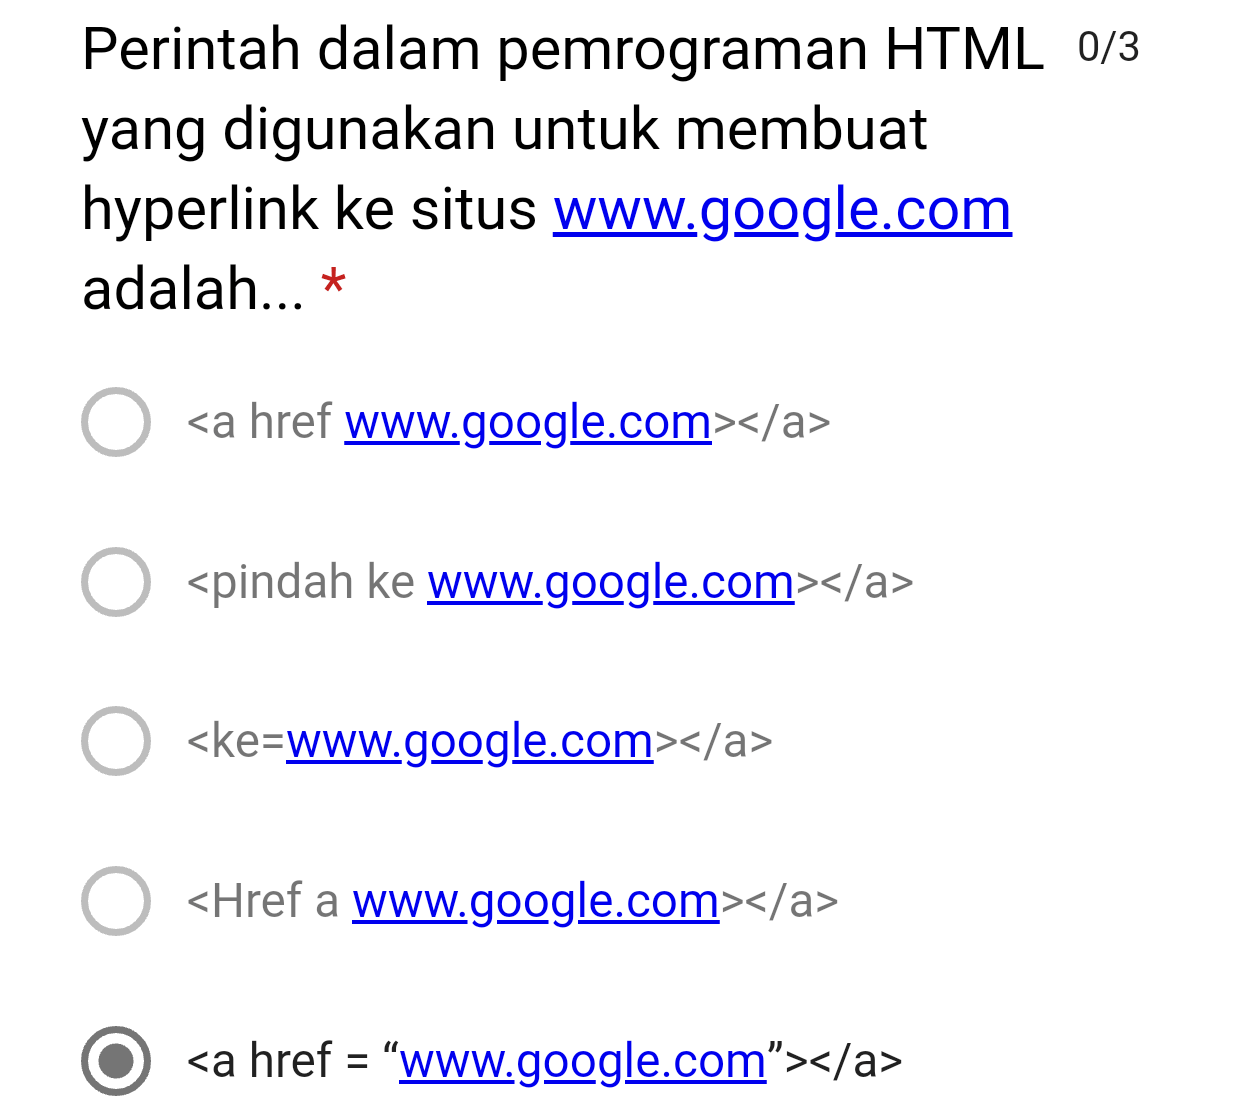 Perintah dalam pemrograman HTML 0/3
yang digunakan untuk membuat
hyperlink ke situs www.google.com
adalah... *
<a href www.google.com></a>
<pindah ke www.google.com></a>
<ke=www.google.com></a>
<Href a www.google.com></a>
<a href = “www.google.com”></a>